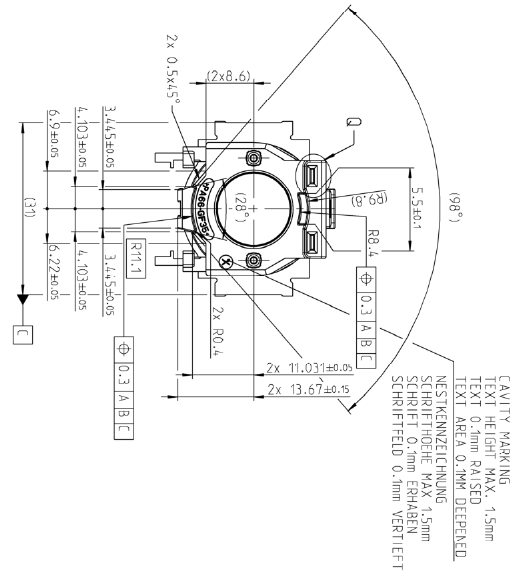 (98°)
5.5±0.1
Q
(R9.8)
R8.4
⌖ 0.3 A B C
(2x8.6)
2x 0.5x45°
>PA66-GF35<
(28°)
6.9±0.05
4.103±0.05
3.445±0.05
(31)
6.22±0.05
4.103±0.05
3.445±0.05
C
R11.1
⌖ 0.3 A B C
2x R0.4
2x 11.031±0.05
2x 13.67±0.15
CAVITY MARKING
TEXT HEIGHT MAX. 1.5mm
TEXT 0.1mm RAISED
TEXT AREA 0.1MM DEEPENED
NESTKENNZEICHNUNG
SCHRIFTHOEHE MAX 1.5mm
SCHRIFT 0.1mm ERHABEN
SCHRIFTFELD 0.1mm VERTIEFT